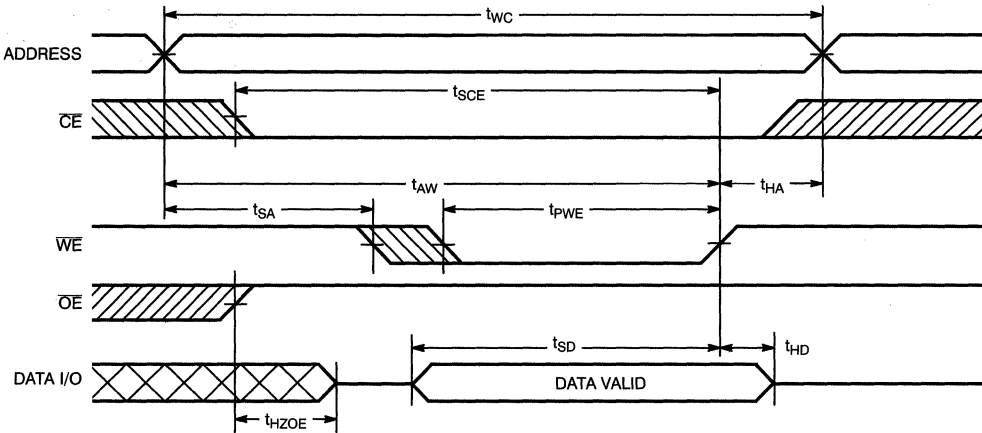 tWC
ADDRESS
tSCE
CE
tAW
tHA
tSA
tPWE
WE
OE
tSD
tHD
DATA I/O
DATA VALID
tHZOE